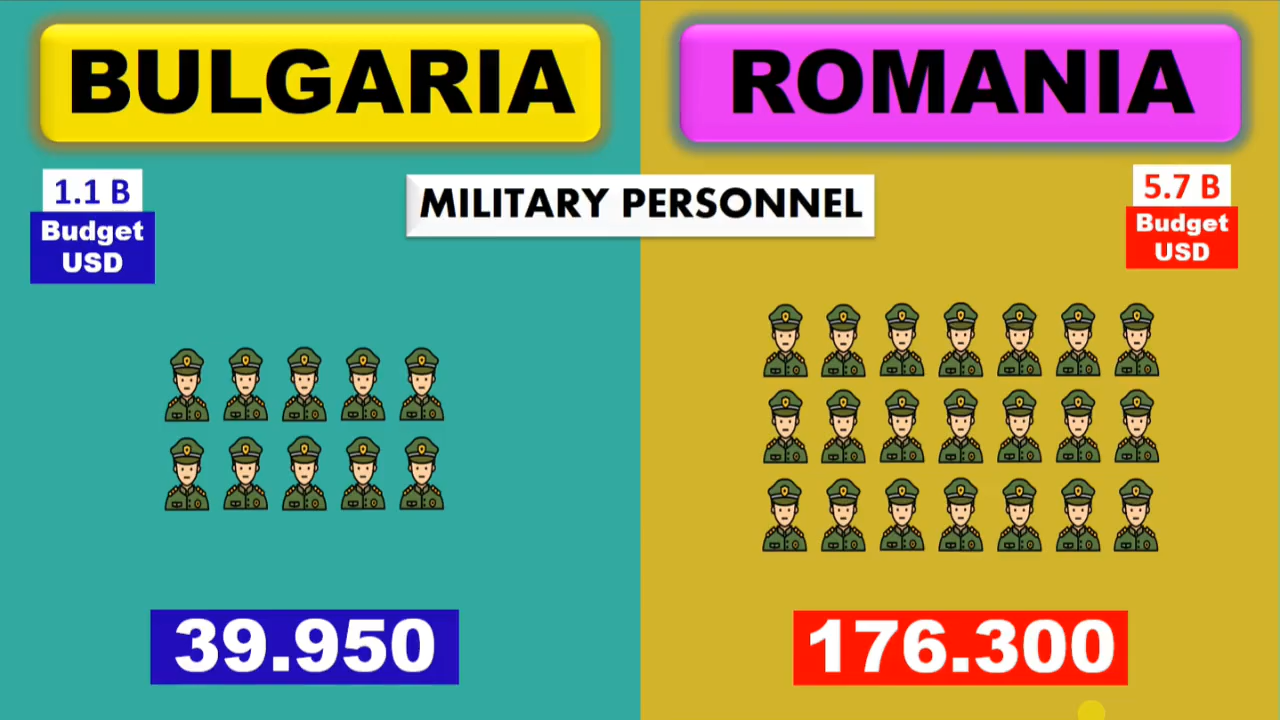 BULGARIA
ROMANIA
1.1 B
Budget
USD
MILITARY PERSONNEL
5.7 B
Budget
USD
39.950
176.300